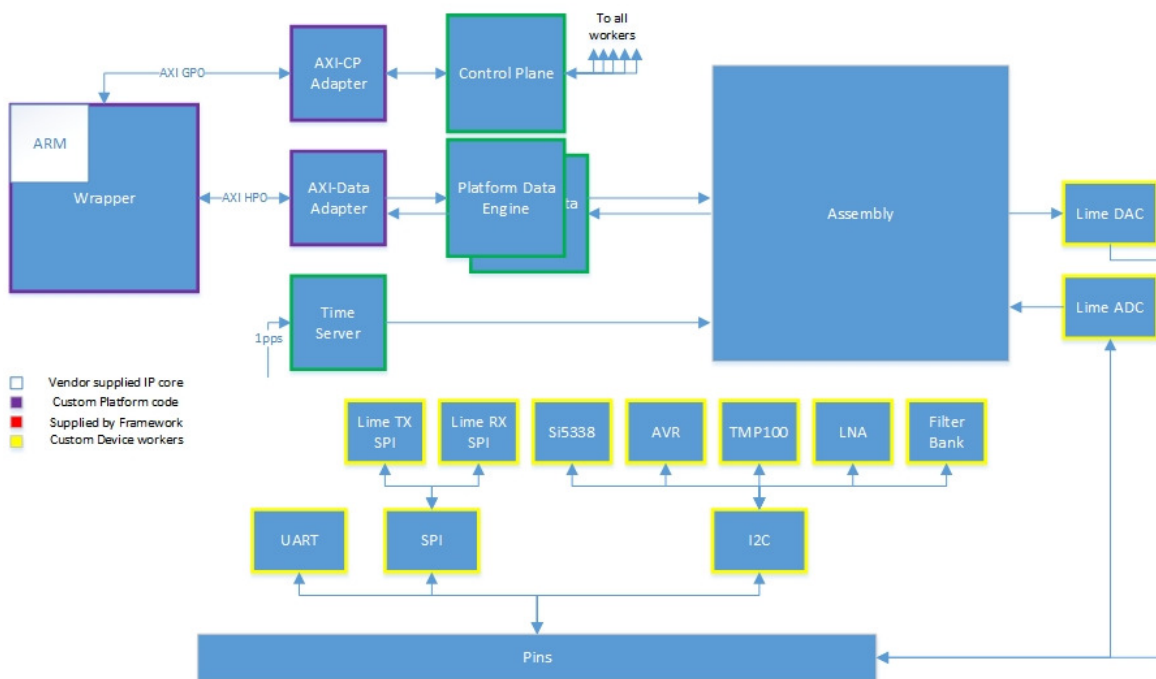 To all
workers
AXI GPO
AXI-CP
Adapter
Control Plane
ARM
Wrapper
AXI HPO
AXI-Data
Adapter
Platform Data
Engine
ta
Assembly
Lime DAC
Lime ADC
1pps
Time
Server
Vendor supplied IP core
Custom Platform code
Supplied by Framework
Custom Device workers
Lime TX
SPI
Lime RX
SPI
Si5338
AVR
TMP100
LNA
Filter
Bank
UART
SPI
I2C
Pins